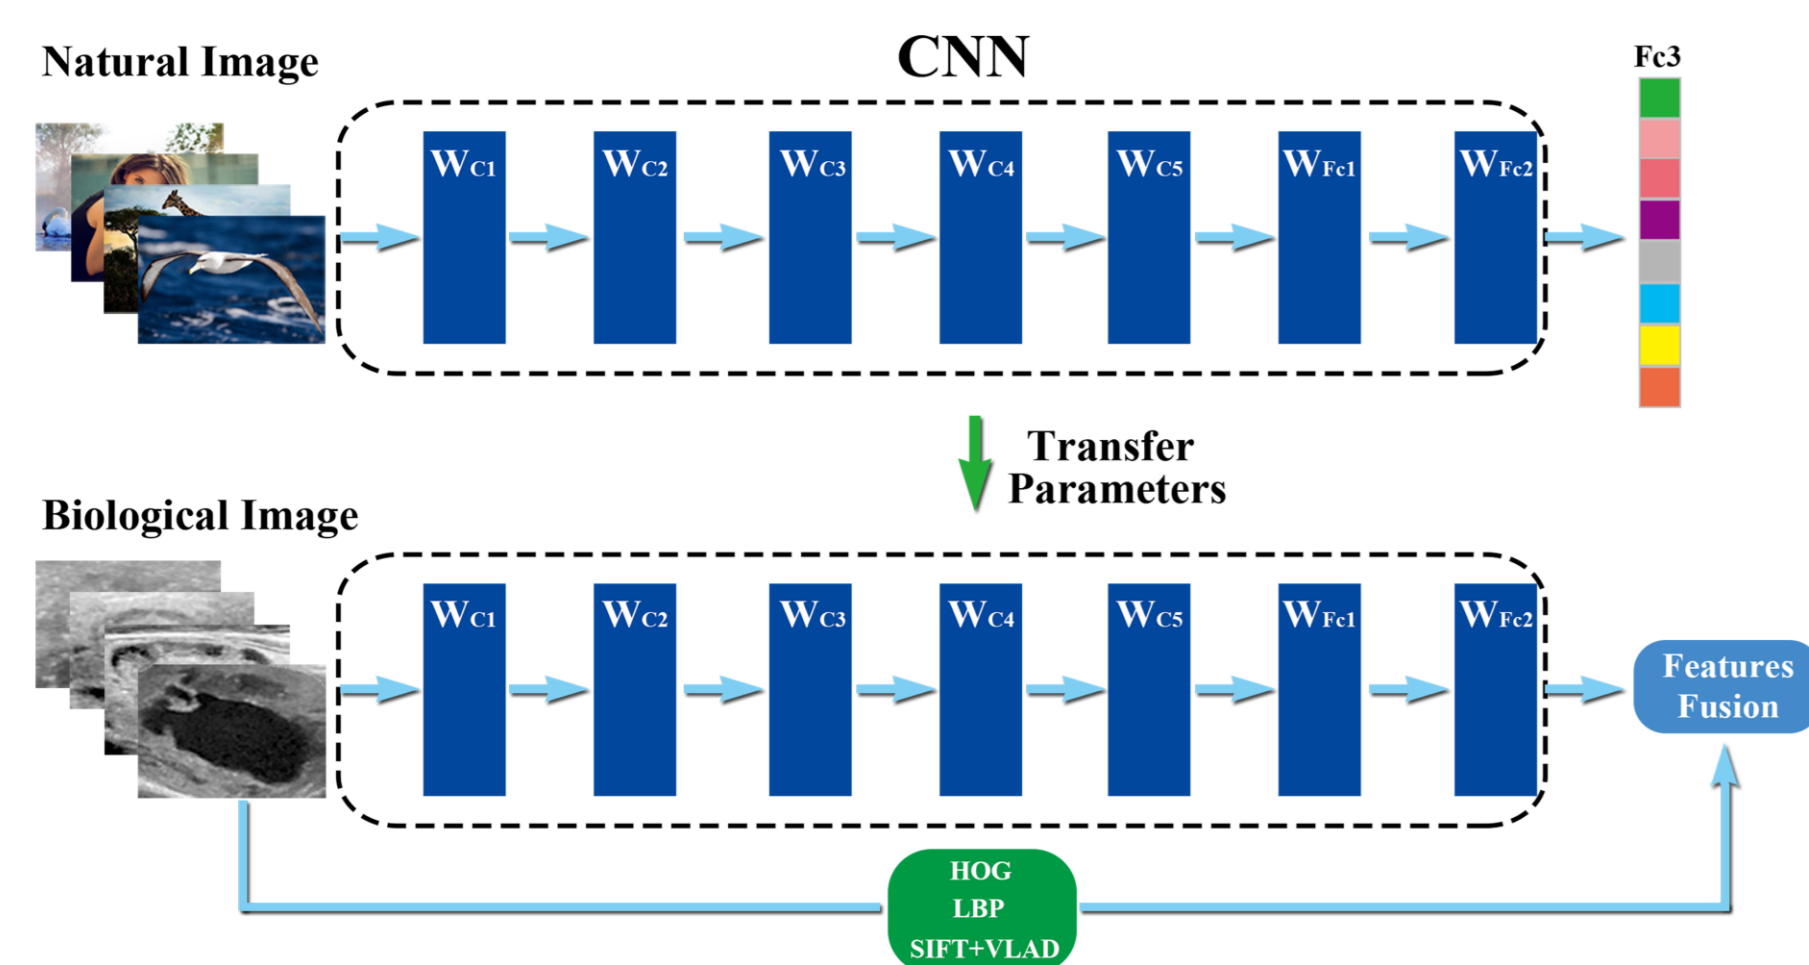 Natural Image
CNN
Fc3
WC1
WC2
WC3
WC4
WC5
WFc1
WFc2
Transfer
Parameters
Biological Image
WC1
WC2
WC3
WC4
WC5
WFc1
WFc2
Features
Fusion
HOG
LBP
SIFT+VLAD